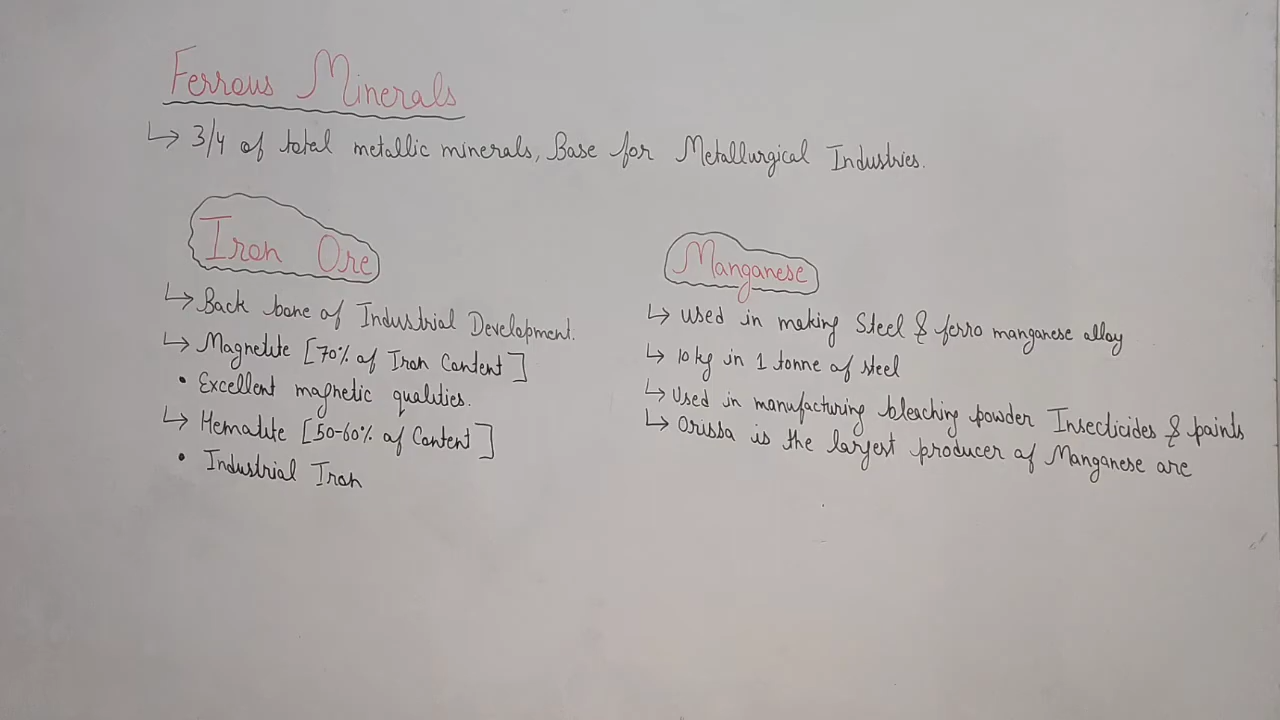 Ferrous Minerals
↳ 3/4 of total metallic minerals, Base for Metallurgical Industries.
Iron Ore
↳ Back bone of Industrial Development.
↳ Magnetite [70% of Iron Content]
• Excellent magnetic qualities.
↳ Hematite [50-60% of Content]
• Industrial Iron
Manganese
↳ used in making Steel & ferro manganese alloy
↳ 10 kg in 1 tonne of steel
↳ Used in manufacturing bleaching powder Insecticides & paints
↳ Orissa is the largest producer of Manganese are